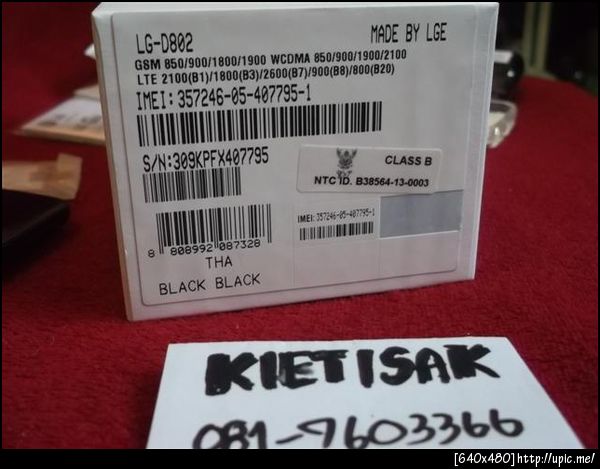 LG-D802 MADE BY LGE
GSM 850/900/1800/1900 WCDMA 850/900/1900/2100
LTE 2100(B1)/1800(B3)/2600(B7)/900(B8)/800(B20)
IMEI: 357246-05-407795-1
S/N:309KPFX407795
CLASS B
NTC ID. B38564-13-0003
IMEI: 357246-05-407795-1
8 808992 087328
THA
BLACK BLACK
KIETISAK
081-7603366
[640x480]http://upic.me/